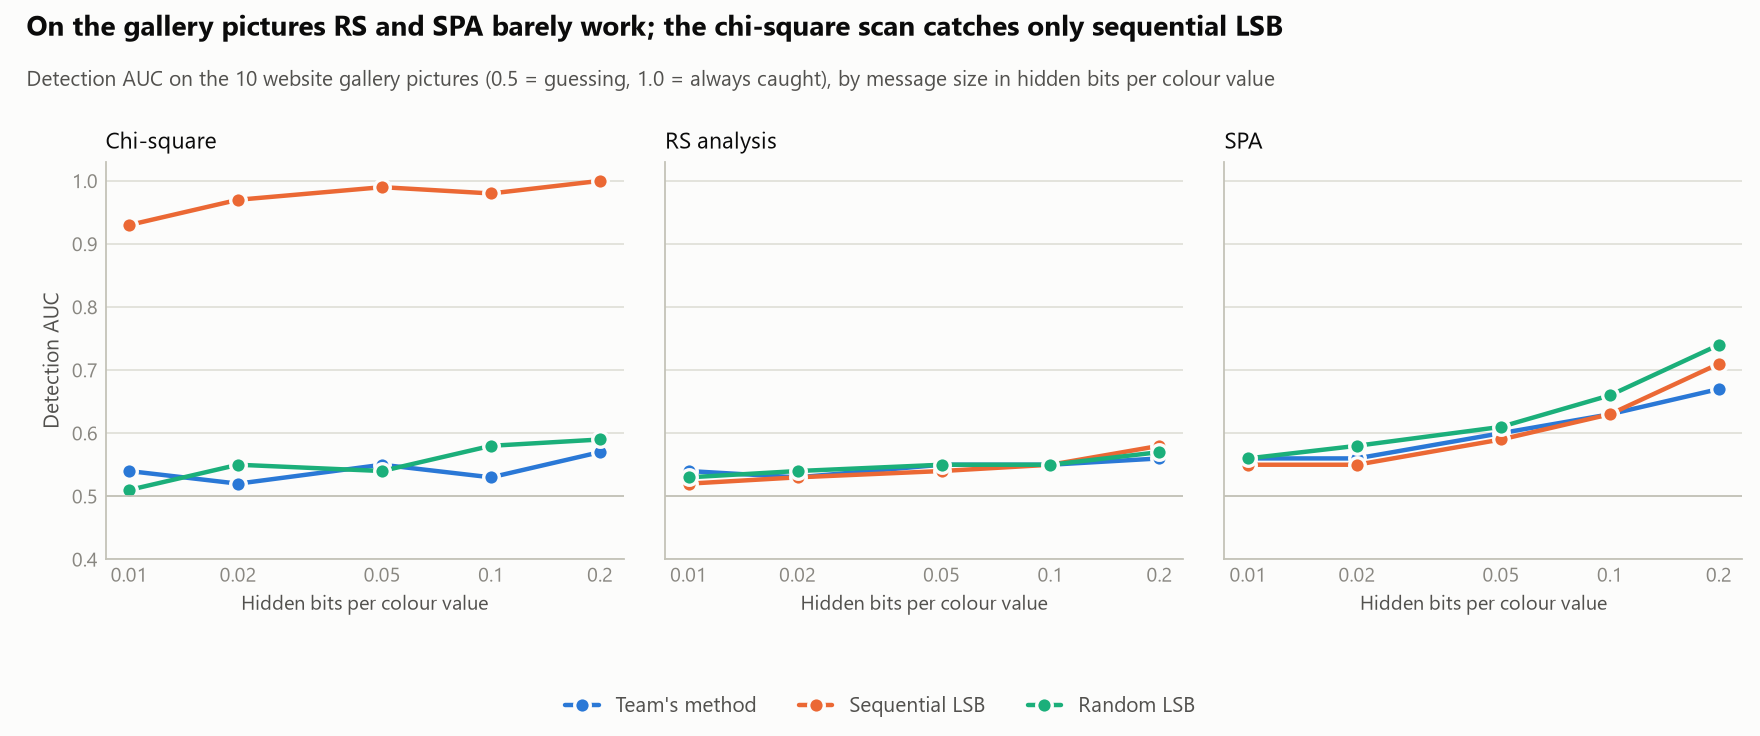 On the gallery pictures RS and SPA barely work; the chi-square scan catches only sequential LSB
Detection AUC on the 10 website gallery pictures (0.5 = guessing, 1.0 = always caught), by message size in hidden bits per colour value
Chi-square
RS analysis
SPA
Detection AUC
1.0
0.9
0.8
0.7
0.6
0.5
0.4
0.01 0.02 0.05 0.1 0.2
0.01 0.02 0.05 0.1 0.2
0.01 0.02 0.05 0.1 0.2
Hidden bits per colour value
Hidden bits per colour value
Hidden bits per colour value
Team's method
Sequential LSB
Random LSB